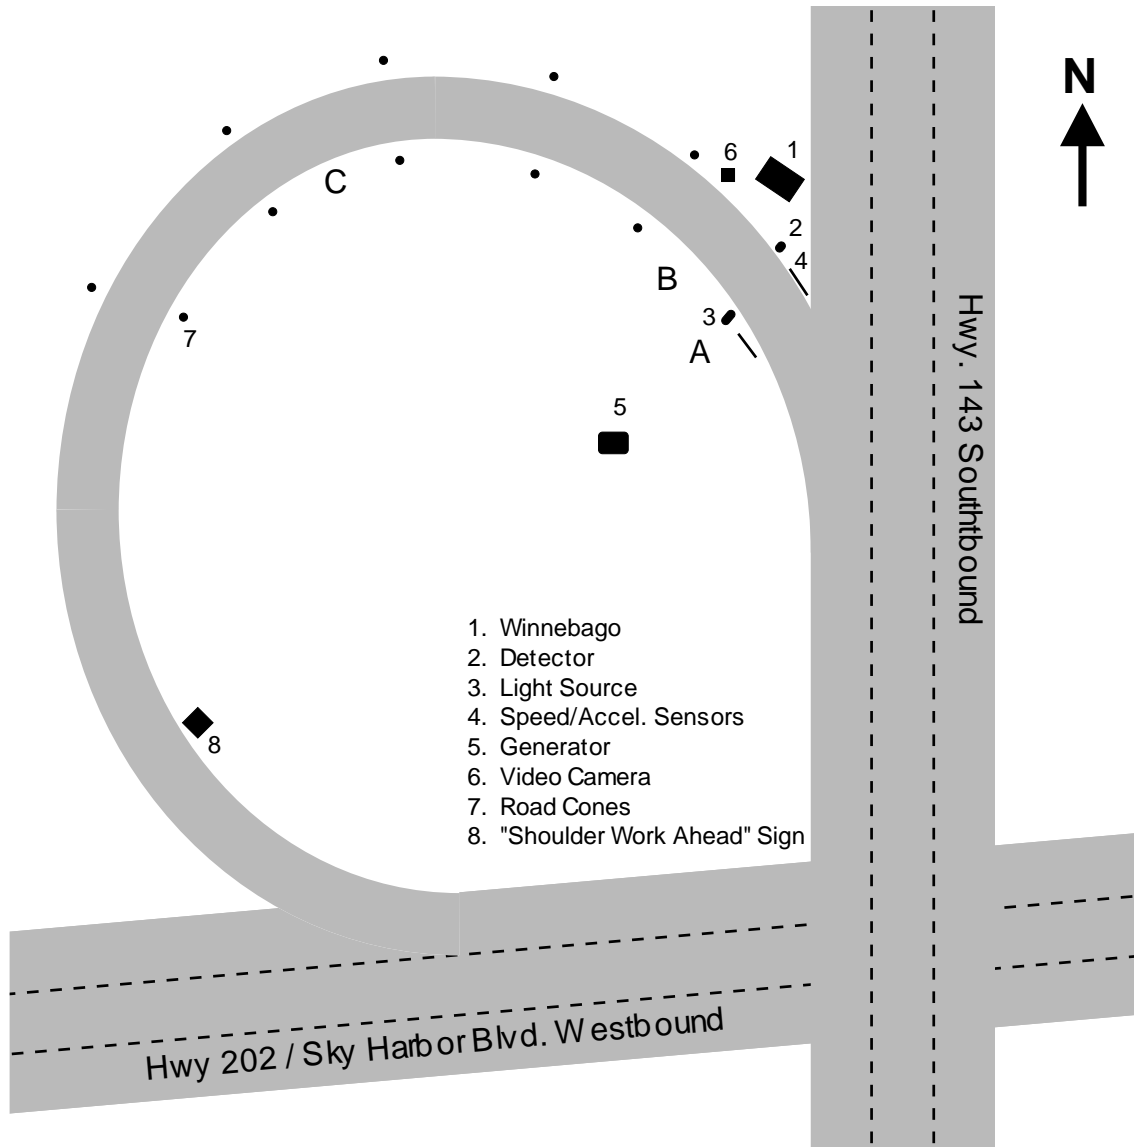 N
6
1
C
2
4
B
3
7
A
5
Hwy. 143 Southtbound
1. Winnebago
2. Detector
3. Light Source
4. Speed/Accel. Sensors
5. Generator
6. Video Camera
7. Road Cones
8. "Shoulder Work Ahead" Sign
8
Hwy 202 / Sky Harbor Blvd. Westbound